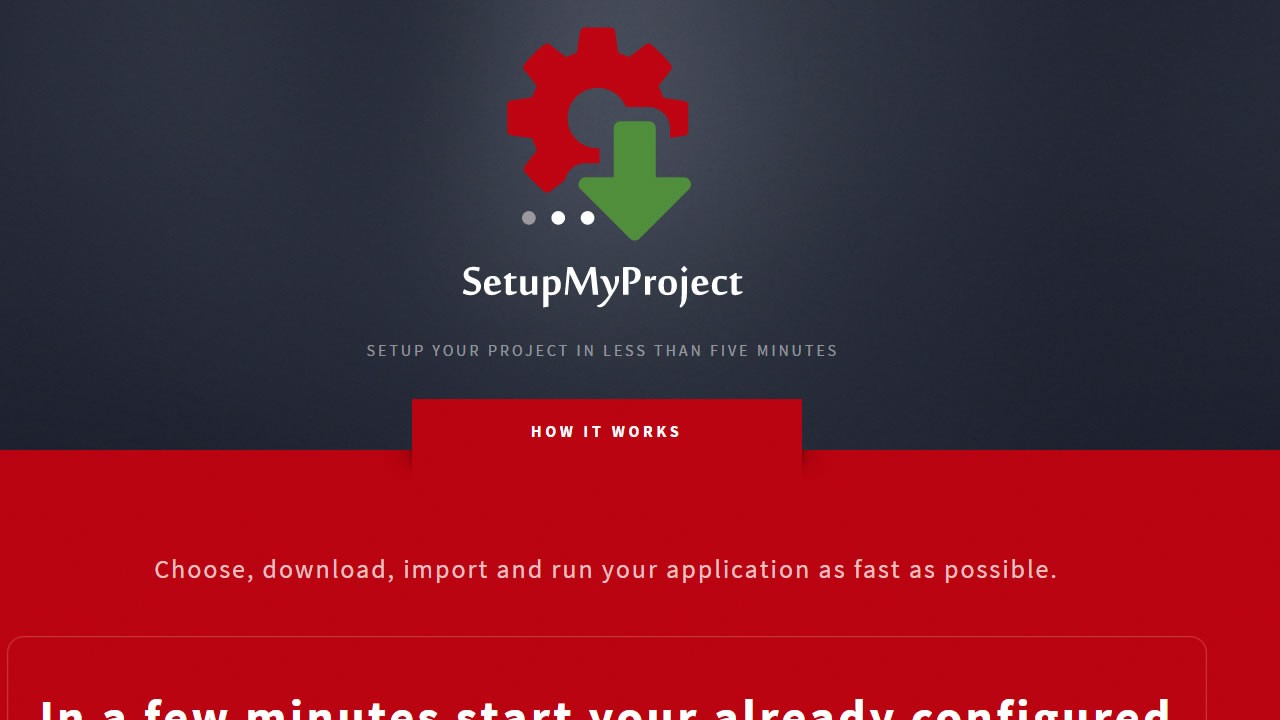 SetupMyProject
SETUP YOUR PROJECT IN LESS THAN FIVE MINUTES
HOW IT WORKS
Choose, download, import and run your application as fast as possible.
In a few minutes start your already configured